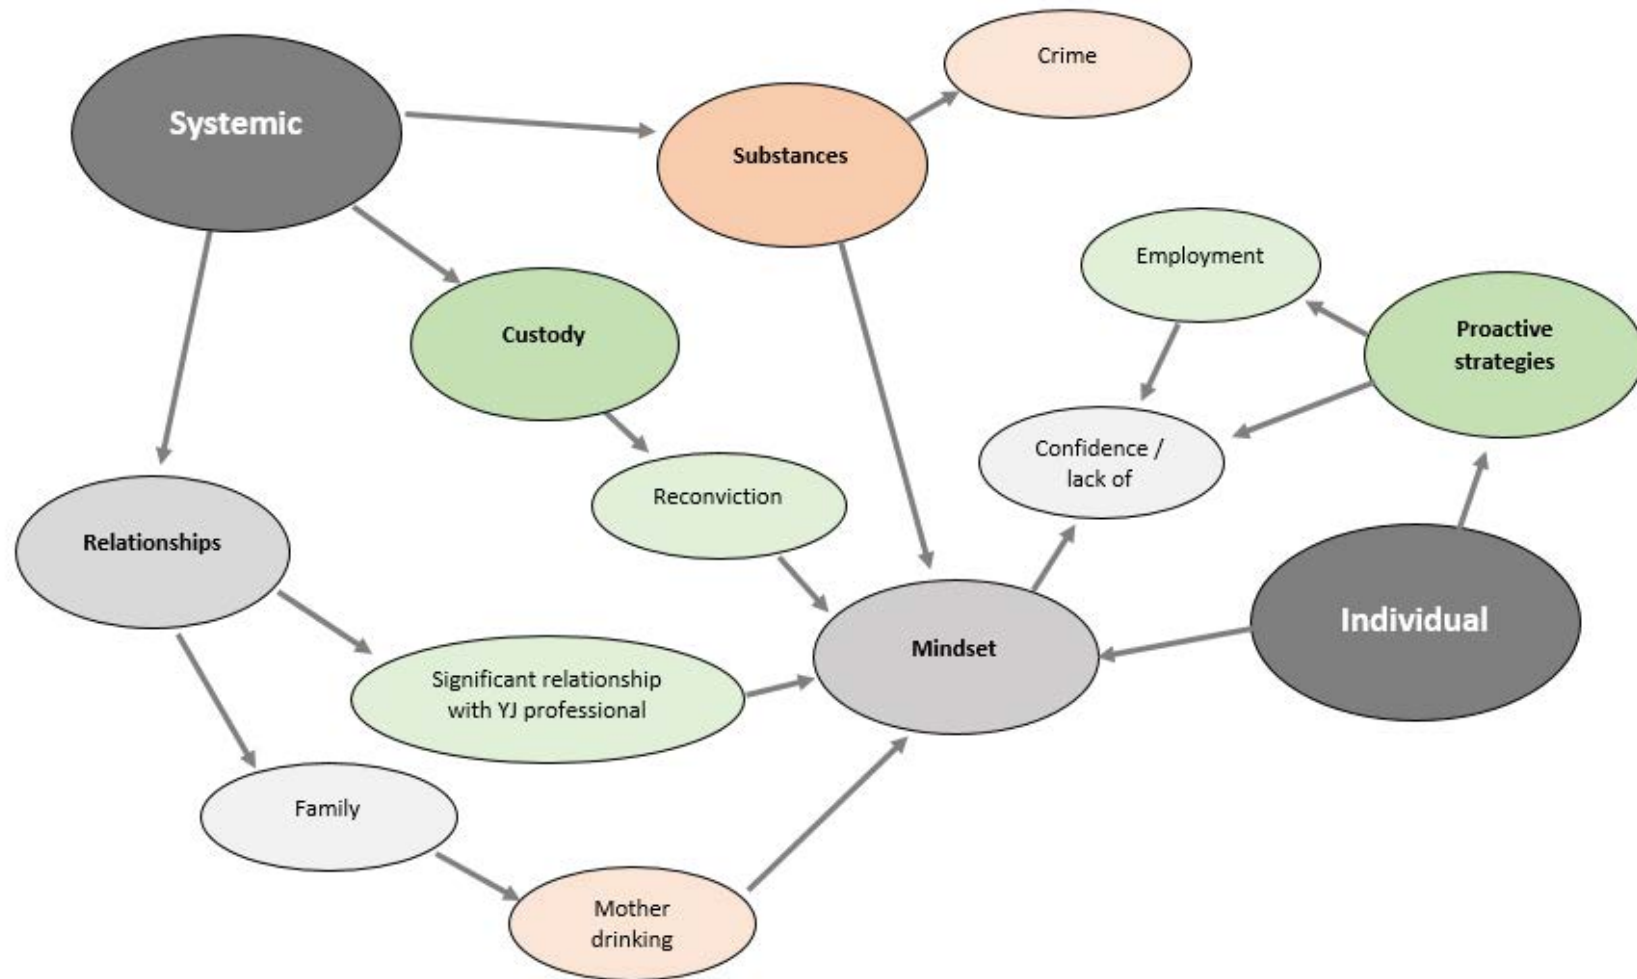 Crime
Systemic
Substances
Employment
Proactive
strategies
Custody
Confidence /
lack of
Reconviction
Relationships
Individual
Mindset
Significant relationship
with YJ professional
Family
Mother
drinking